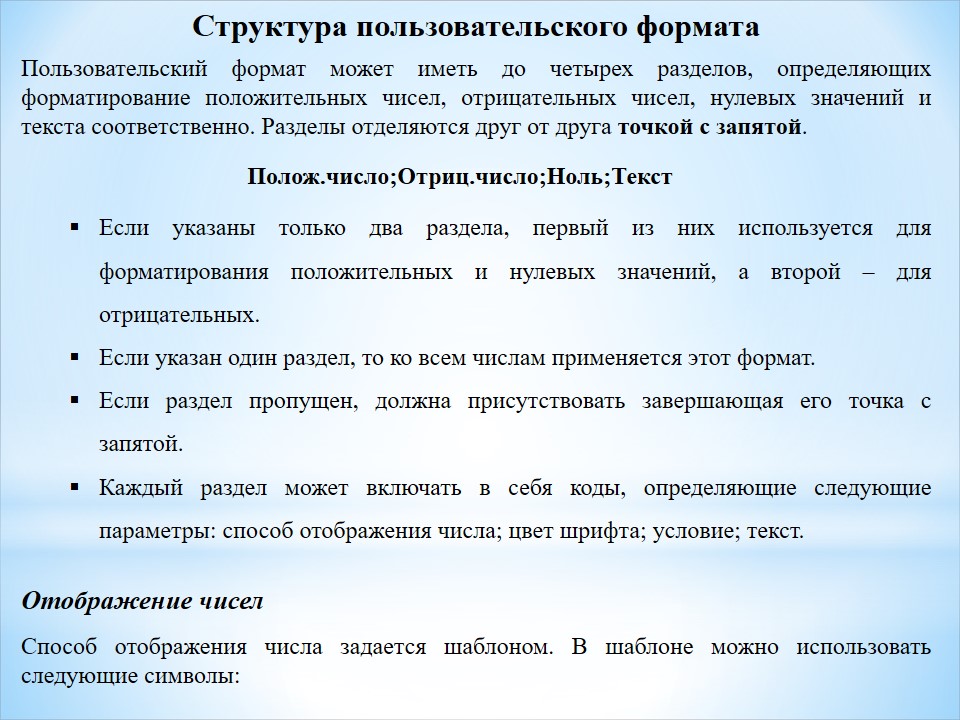 Структура пользовательского формата
Пользовательский формат может иметь до четырех разделов, определяющих
форматирование положительных чисел, отрицательных чисел, нулевых значений и
текста соответственно. Разделы отделяются друг от друга точкой с запятой.
Полож.число;Отриц.число;Ноль;Текст
▪ Если указаны только два раздела, первый из них используется для
форматирования положительных и нулевых значений, а второй – для
отрицательных.
▪ Если указан один раздел, то ко всем числам применяется этот формат.
▪ Если раздел пропущен, должна присутствовать завершающая его точка с
запятой.
▪ Каждый раздел может включать в себя коды, определяющие следующие
параметры: способ отображения числа; цвет шрифта; условие; текст.
Отображение чисел
Способ отображения числа задается шаблоном. В шаблоне можно использовать
следующие символы: